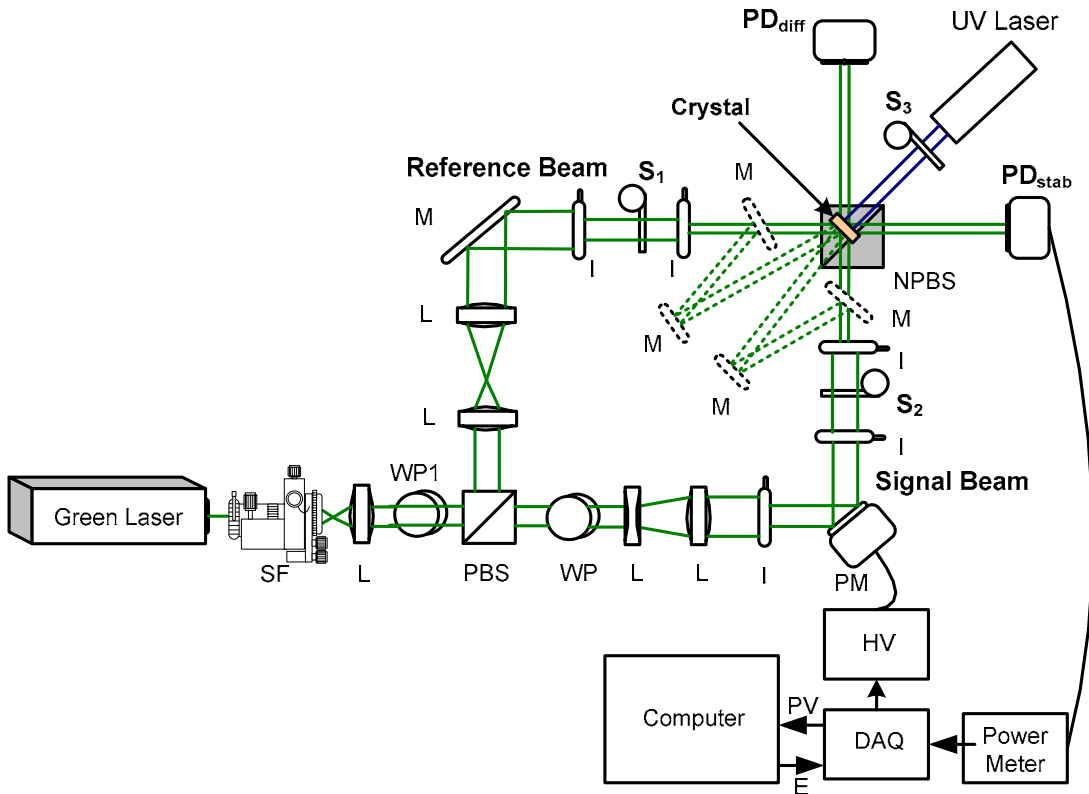 PDdiff
UV Laser
Crystal
S3
Reference Beam
S1
M
PDstab
M
I
I
NPBS
L
M
M
M
I
S2
L
I
WP1
Signal Beam
Green Laser
SF
L
PBS
WP
L
L
I
PM
HV
Computer
PV
DAQ
Power
Meter
E